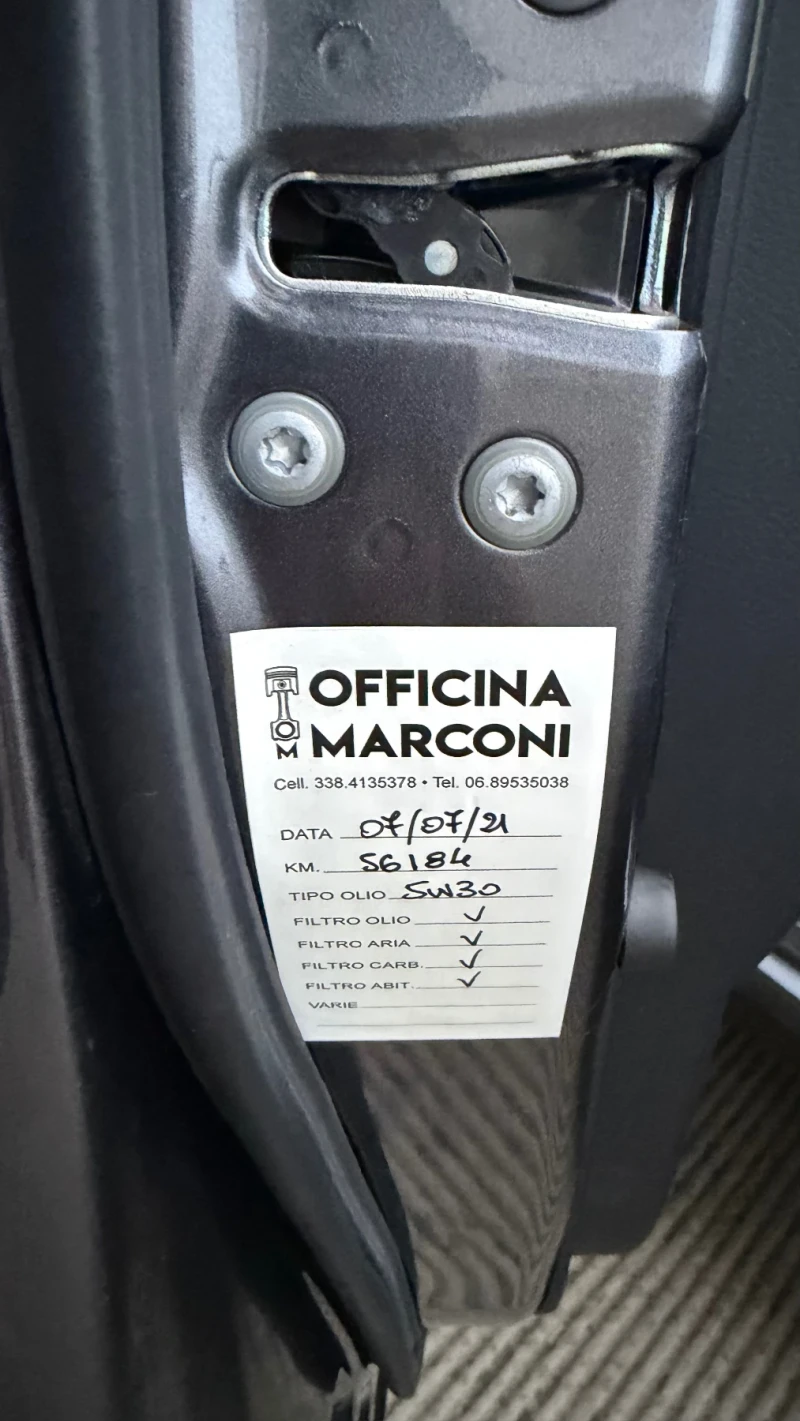 OFFICINA
MARCONI
OM
Cell. 338.4135378 • Tel. 06.89535038
DATA 07/07/21
KM. 56184
TIPO OLIO 5W30
FILTRO OLIO ✓
FILTRO ARIA ✓
FILTRO CARB. ✓
FILTRO ABIT. ✓
VARIE